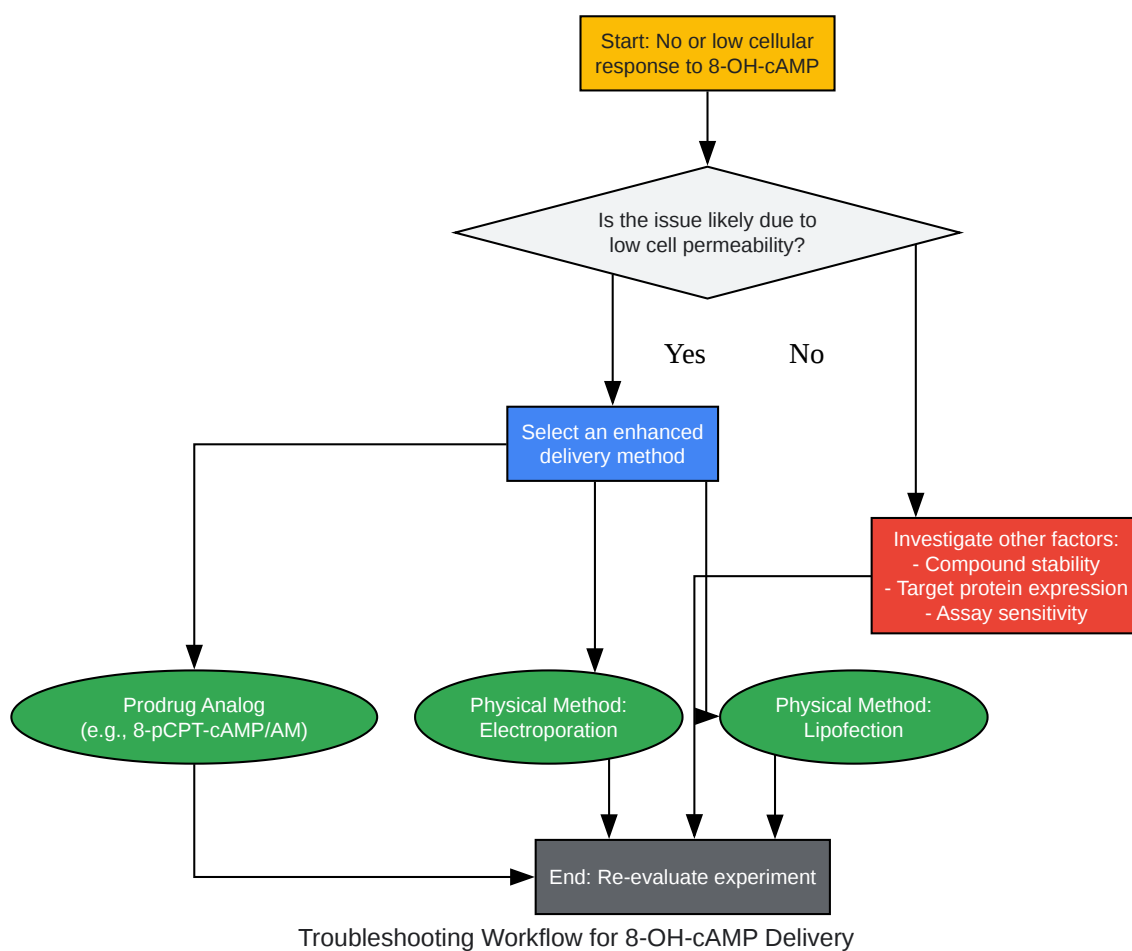 Start: No or low cellular
response to 8-OH-cAMP
Is the issue likely due to
low cell permeability?
Yes
No
Select an enhanced
delivery method
Investigate other factors:
- Compound stability
- Target protein expression
- Assay sensitivity
Prodrug Analog
(e.g., 8-pCPT-cAMP/AM)
Physical Method:
Electroporation
Physical Method:
Lipofection
End: Re-evaluate experiment
Troubleshooting Workflow for 8-OH-cAMP Delivery